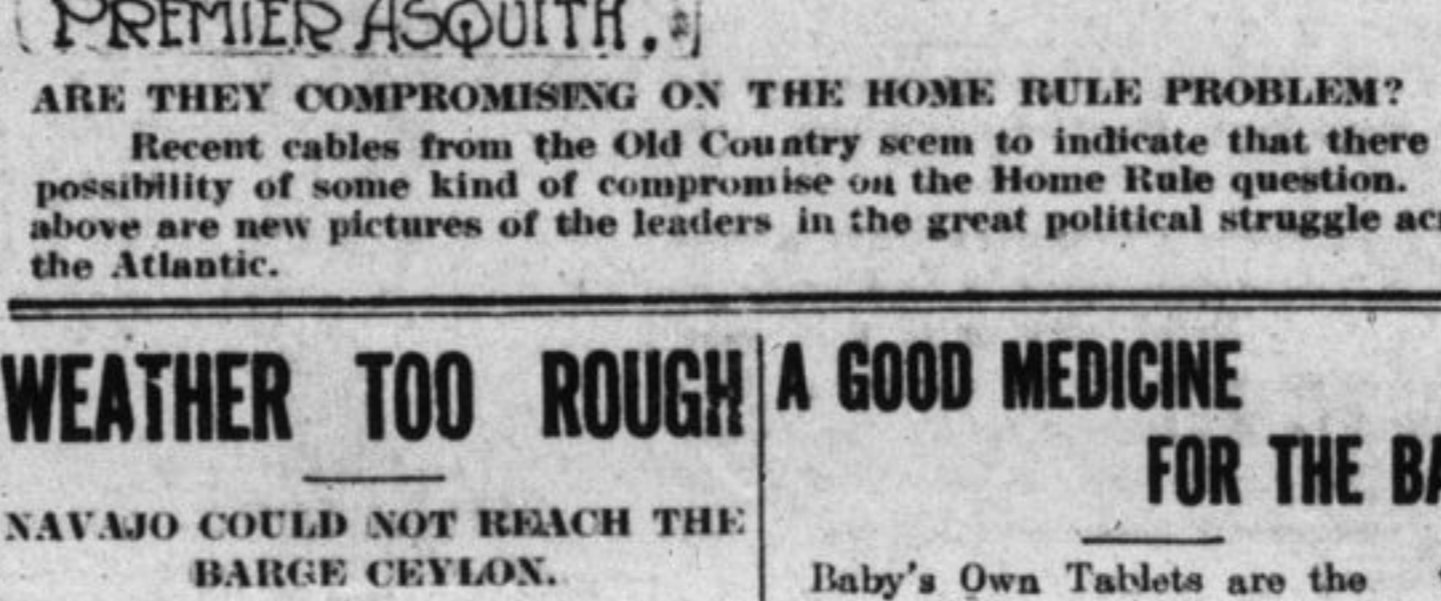 PREMIER ASQUITH.
ARE THEY COMPROMISING ON THE HOME RULE PROBLEM?
Recent cables from the Old Country seem to indicate that there
possibility of some kind of compromise on the Home Rule question.
above are new pictures of the leaders in the great political struggle
the Atlantic.
WEATHER TOO ROUGH
NAVAJO COULD NOT REACH THE
BARGE CEYLON.
A GOOD MEDICINE
FOR THE
Baby's Own Tablets are the